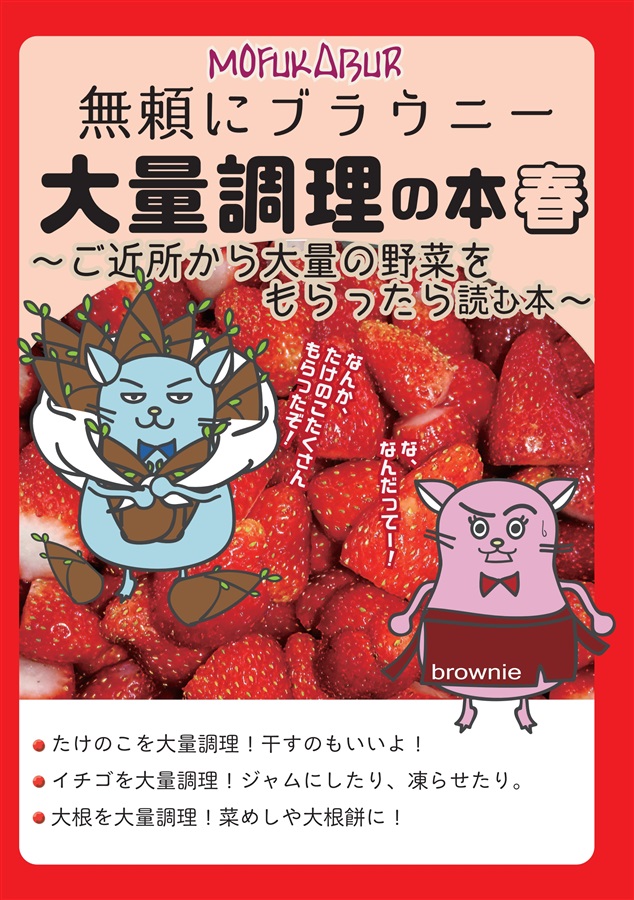 MOFUKABUR
無頼にブラウニー
大量調理の本春
～ご近所から大量の野菜を
もらったら読む本～
なんか、
たけのこたくさん
もらったぞ！
な、
なんだってー！
brownie
たけのこを大量調理！干すのもいいよ！
イチゴを大量調理！ジャムにしたり、凍らせたり。
大根を大量調理！菜めしや大根餅に！